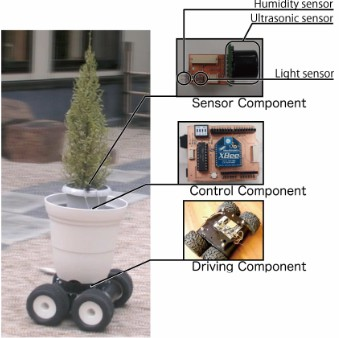 Humidity sensor
Ultrasonic sensor
Light sensor
Sensor Component
XBee
Control Component
Driving Component